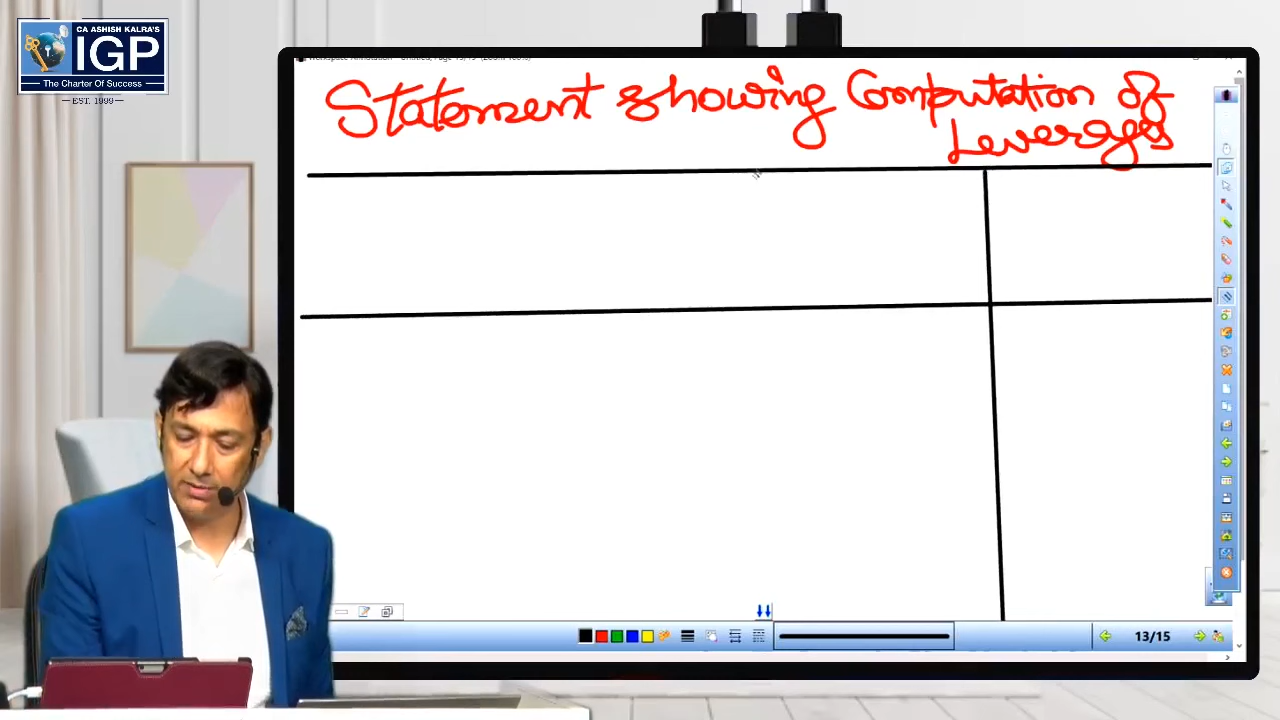 CA ASHISH KALRA'S
IGP
The Charter Of Success
EST. 1999
Statement showing Computation of
Leverages
13/15